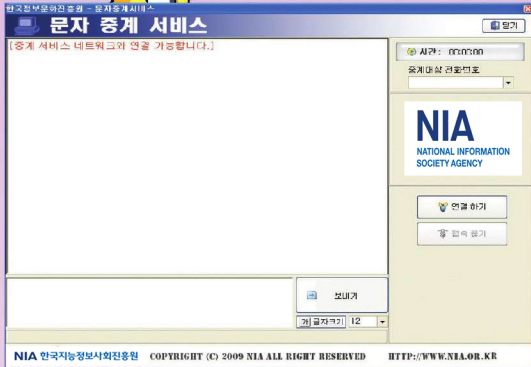 한국정보문화진흥원 - 문자중계서비스
문자 중계 서비스
닫기
[중계 서비스 네트워크와 연결 가능합니다.]
시간 : 00:00:00
중계대상 전화번호
NIA
NATIONAL INFORMATION
SOCIETY AGENCY
연결 하기
접속 끊기
보내기
가 글자크기 12
NIA 한국지능정보사회진흥원 COPYRIGHT (C) 2009 NIA ALL RIGHT RESERVED HTTP://WWW.NIA.OR.KR